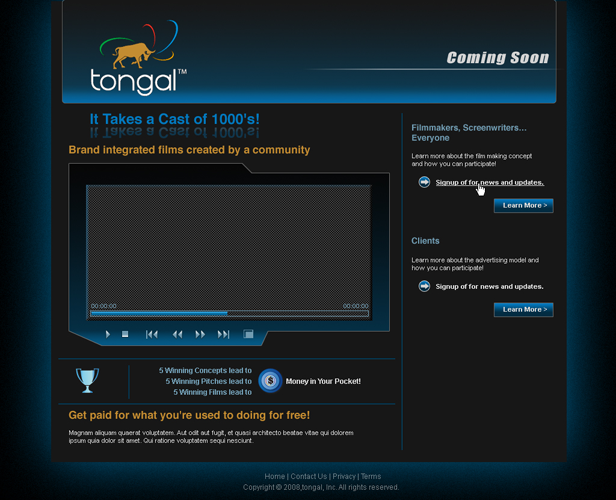 tongal™
Coming Soon
It Takes a Cast of 1000's!
Brand integrated films created by a community
00:00:00
00:00:00
5 Winning Concepts lead to
5 Winning Pitches lead to
5 Winning Films lead to
$
Money in Your Pocket!
Get paid for what you're used to doing for free!
Magnam aliquam quaerat voluptatem. Aut odit aut fugit, et quasi architecto beatae vitae qui dolorem
ipsum quia dolor sit amet. Qui ratione voluptatem sequi nesciunt.
Filmmakers, Screenwriters...
Everyone
Learn more about the film making concept
and how you can participate!
Signup of for news and updates.
Learn More >
Clients
Learn more about the advertising model and
how you can participate!
Signup of for news and updates.
Learn More >
Home | Contact Us | Privacy | Terms
Copyright © 2008,tongal, Inc. All rights reserved.